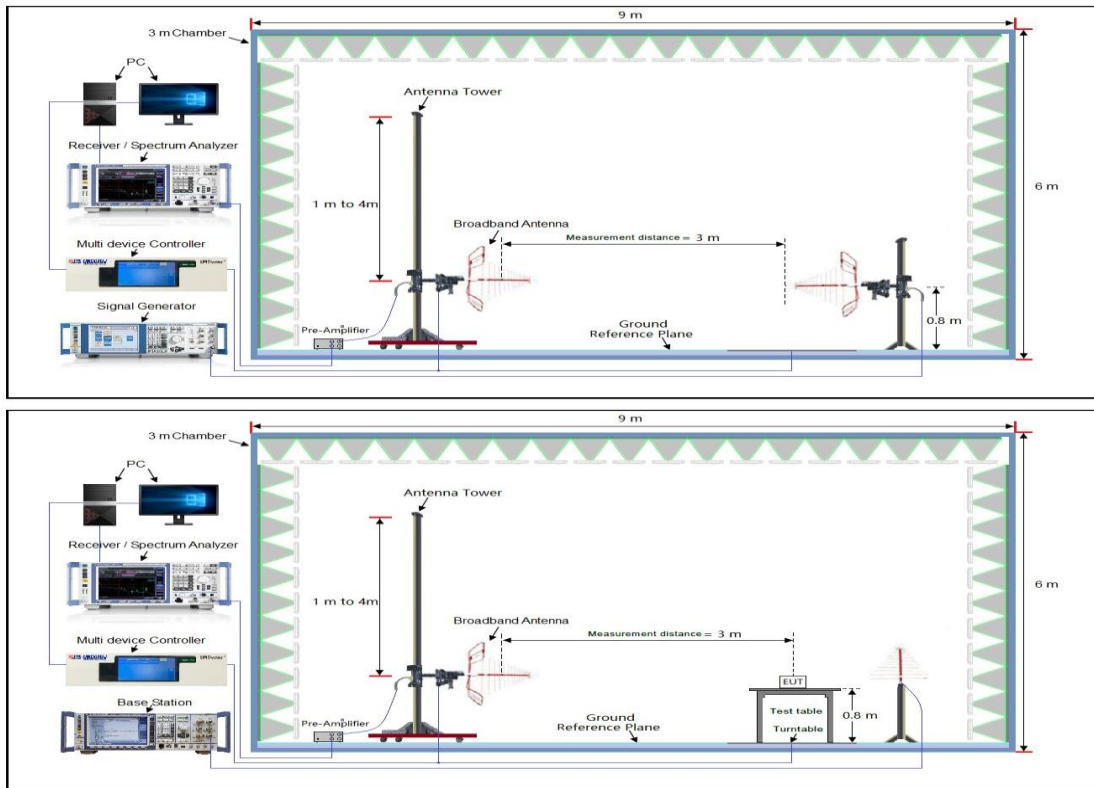 9 m
3 m Chamber
PC
Antenna Tower
Receiver / Spectrum Analyzer
1 m to 4m
6 m
Broadband Antenna
Measurement distance = 3 m
Multi device Controller
Signal Generator
0.8 m
Pre-Amplifier
Ground
Reference Plane
9 m
3 m Chamber
PC
Antenna Tower
Receiver / Spectrum Analyzer
6 m
1 m to 4m
Broadband Antenna
Measurement distance = 3 m
Multi device Controller
EUT
Base Station
Test table
0.8 m
Pre-Amplifier
Ground
Reference Plane
Turntable